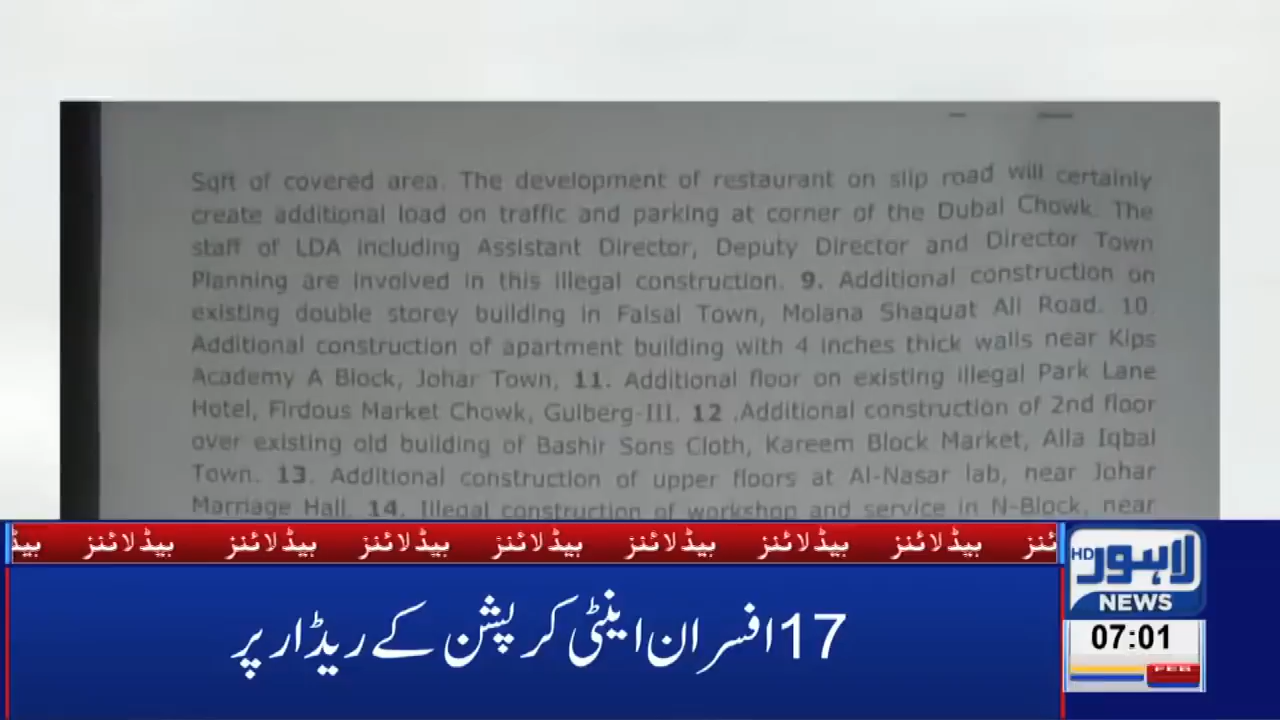 Sqft of covered area. The development of restaurant on slip road will certainly
create additional load on traffic and parking at corner of the Dubai Chowk. The
staff of LDA including Assistant Director, Deputy Director and Director Town
Planning are involved in this illegal construction. 9. Additional construction on
existing double storey building in Faisal Town, Molana Shaquat Ali Road. 10.
Additional construction of apartment building with 4 inches thick walls near Kips
Academy A Block, Johar Town, 11. Additional floor on existing illegal Park Lane
Hotel, Firdous Market Chowk, Gulberg-III. 12 .Additional construction of 2nd floor
over existing old building of Bashir Sons Cloth, Kareem Block Market, Alla Iqbal
Town. 13. Additional construction of upper floors at Al-Nasar lab, near Johar
Marriage Hall. 14. Illegal construction of workshop and service in N-Block, near
ہیڈلائنز ہیڈلائنز ہیڈلائنز ہیڈلائنز ہیڈلائنز ہیڈلائنز ہیڈلائنز
17 افسران اینٹی کرپشن کے ریڈار پر
لاہور HD
NEWS
07:01
FEB